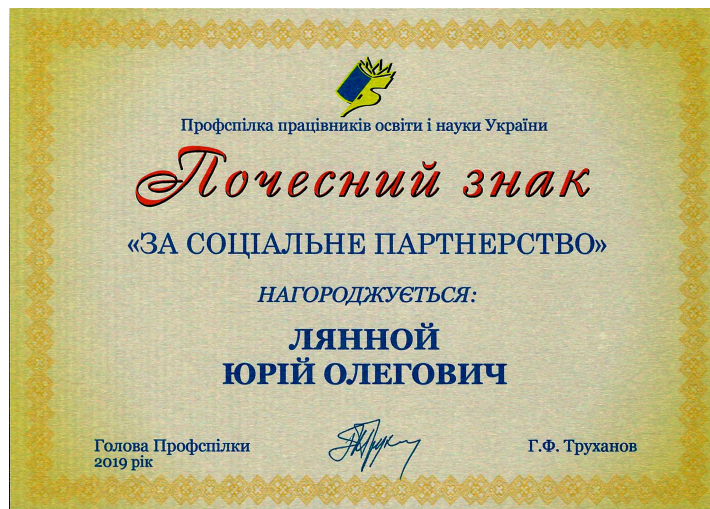 Профспілка працівників освіти і науки України
Почесний знак
«ЗА СОЦІАЛЬНЕ ПАРТНЕРСТВО»
НАГОРОДЖУЄТЬСЯ:
ЛЯННОЙ
ЮРІЙ ОЛЕГОВИЧ
Голова Профспілки
Г.Ф. Труханов
2019 рік